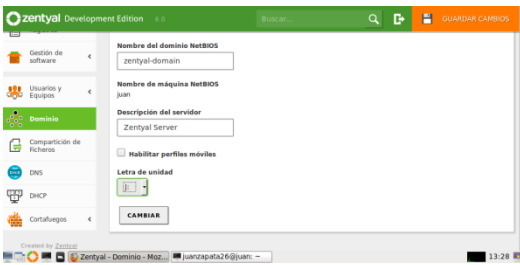 zentyal Development Edition 6.0
Buscar...
GUARDAR CAMBIOS
Gestión de software
Usuarios y Equipos
Dominio
Compartición de Ficheros
DNS
DHCP
Cortafuegos
Created by Zentyal
Nombre del dominio NetBIOS
zentyal-domain
Nombre de máquina NetBIOS
juan
Descripción del servidor
Zentyal Server
Habilitar perfiles móviles
Letra de unidad
J:
CAMBIAR
Zentyal - Dominio - Moz...
juanzapata26@juan: ~
13:28